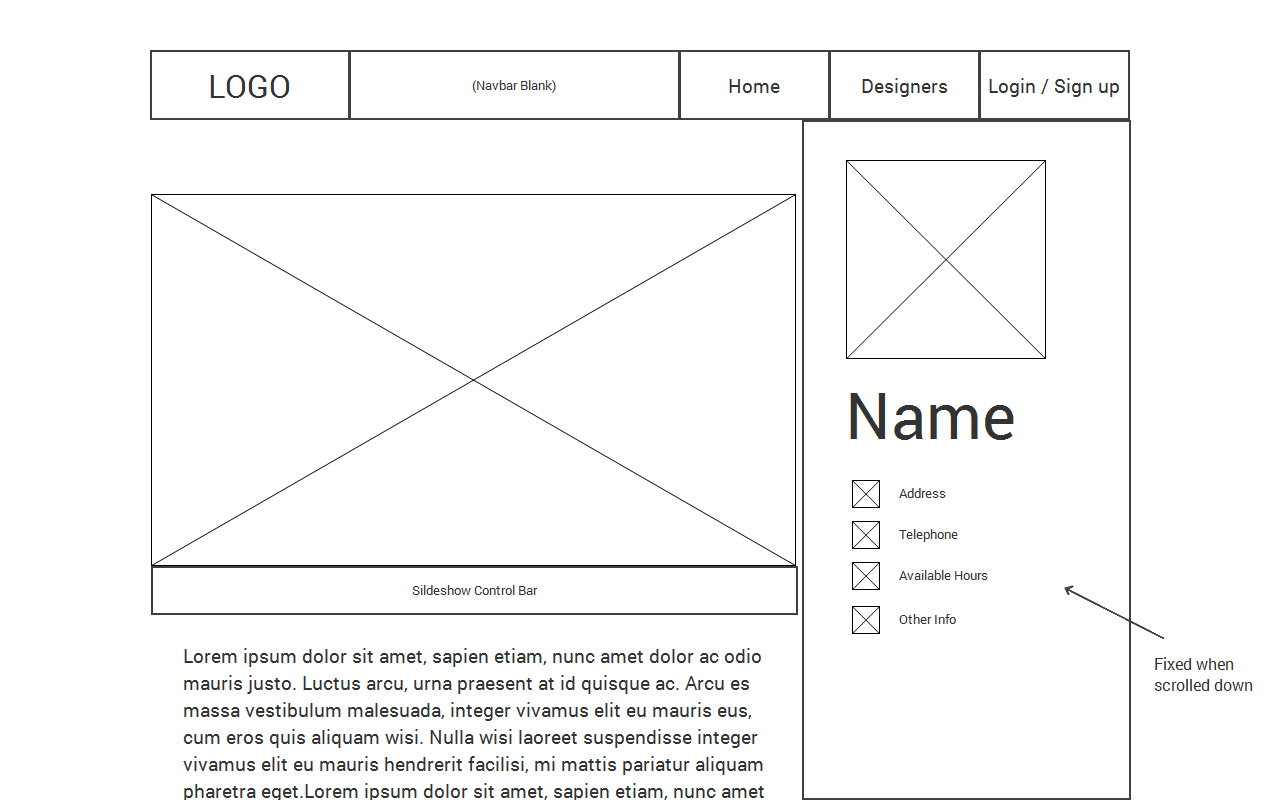 LOGO
(Navbar Blank)
Home
Designers
Login / Sign up
Sildeshow Control Bar
Lorem ipsum dolor sit amet, sapien etiam, nunc amet dolor ac odio
mauris justo. Luctus arcu, urna praesent at id quisque ac. Arcu es
massa vestibulum malesuada, integer vivamus elit eu mauris eus,
cum eros quis aliquam wisi. Nulla wisi laoreet suspendisse integer
vivamus elit eu mauris hendrerit facilisi, mi mattis pariatur aliquam
pharetra eget.Lorem ipsum dolor sit amet, sapien etiam, nunc amet
Name
Address
Telephone
Available Hours
Other Info
Fixed when
scrolled down